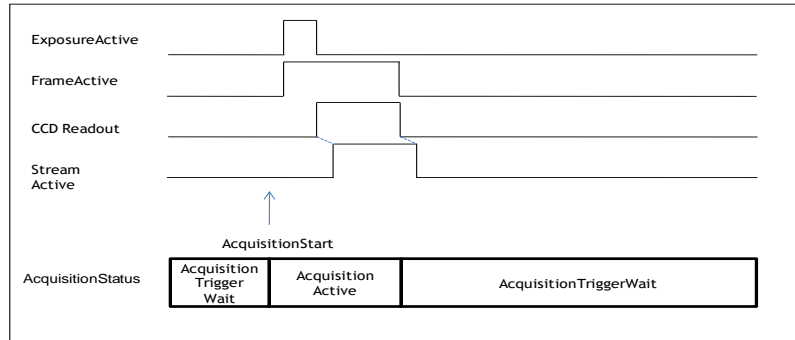 ExposureActive
FrameActive
CCD Readout
Stream
Active
AcquisitionStart
AcquisitionStatus
Acquisition
Trigger
Wait
Acquisition
Active
AcquisitionTriggerWait